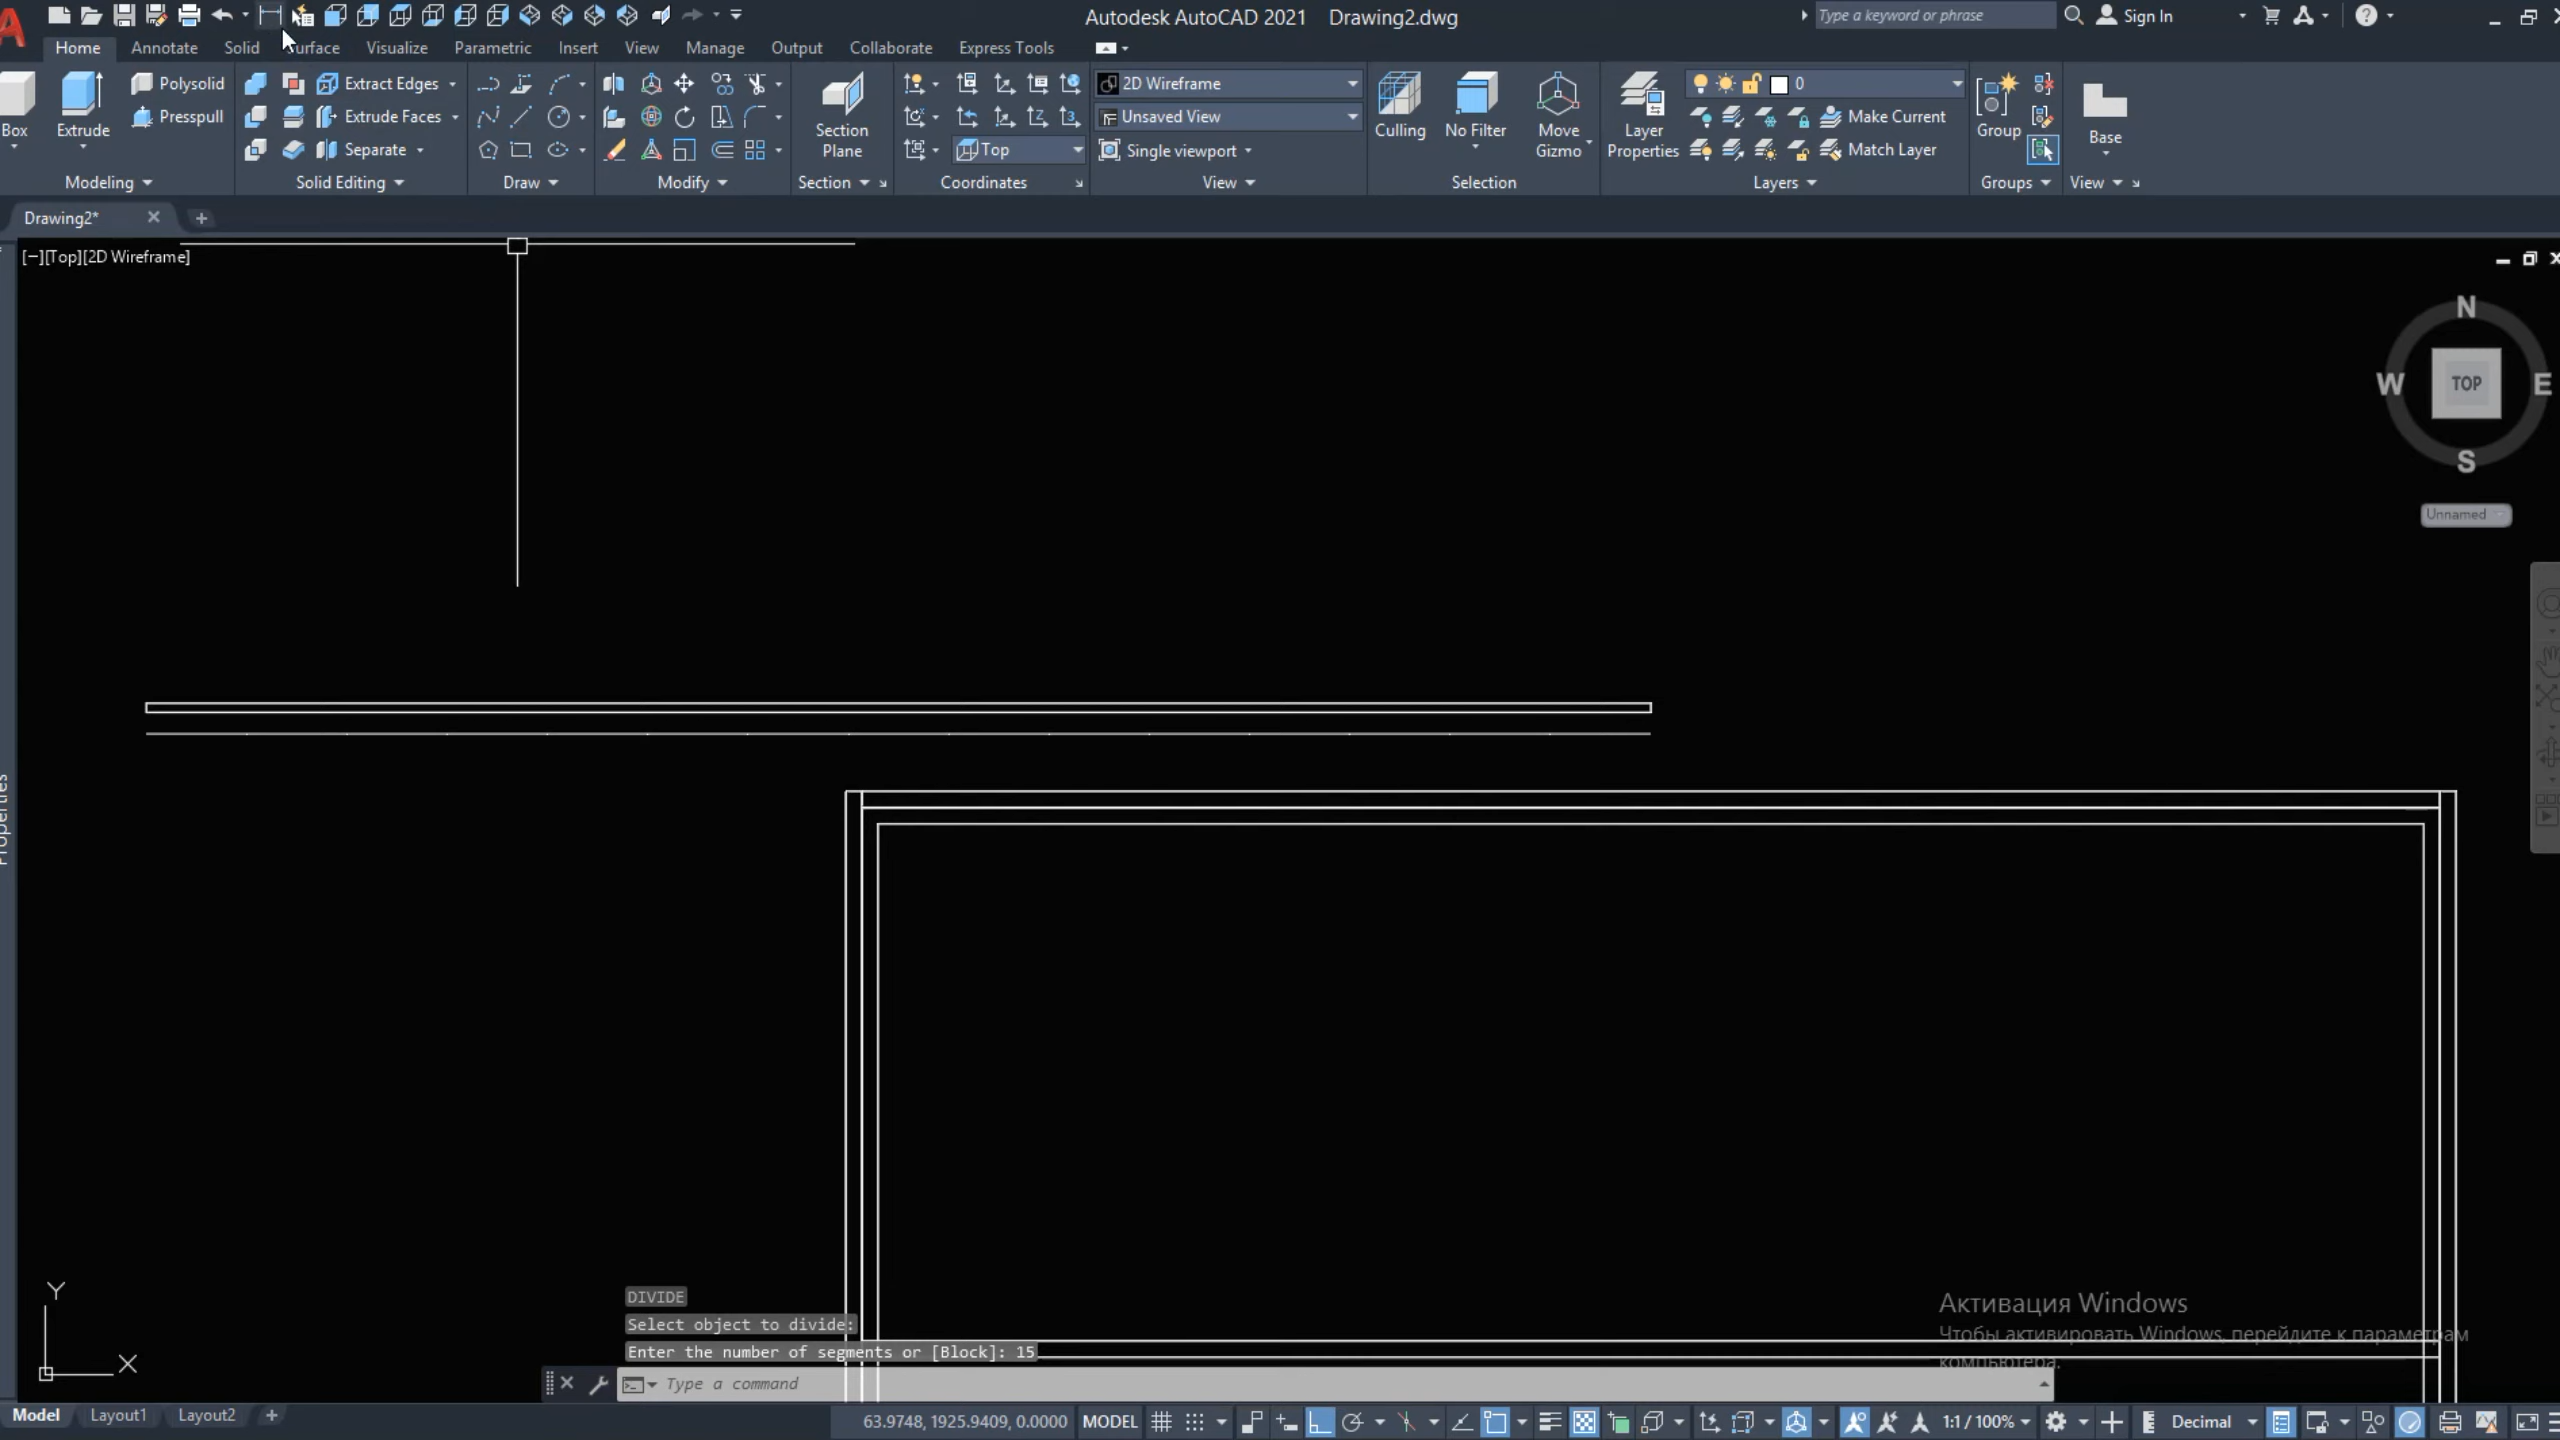 Autodesk AutoCAD 2021 Drawing2.dwg
Type a keyword or phrase
Sign In
Home Annotate Solid Surface Visualize Parametric Insert View Manage Output Collaborate Express Tools
Box
Extrude
Polysolid
Presspull
Modeling
Extract Edges
Extrude Faces
Separate
Solid Editing
Draw
Modify
Section
Plane
Section
Top
Coordinates
2D Wireframe
Unsaved View
Single viewport
View
Culling
No Filter
Move
Gizmo
Selection
Layer
Properties
0
Make Current
Match Layer
Layers
Group
Groups
Base
View
Drawing2*
[−][Top][2D Wireframe]
N
W
TOP
E
S
Unnamed
Properties
Y
X
DIVIDE
Select object to divide:
Enter the number of segments or [Block]: 15
Type a command
Активация Windows
Чтобы активировать Windows, перейдите к параметрам
компьютера.
Model Layout1 Layout2
63.9748, 1925.9409, 0.0000 MODEL
1:1 / 100%
Decimal